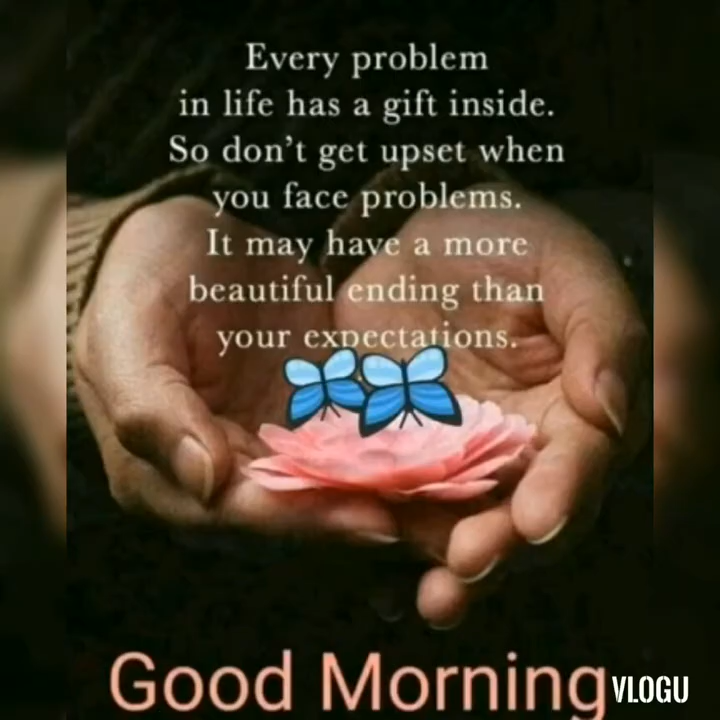 Every problem
in life has a gift inside.
So don't get upset when
you face problems.
It may have a more
beautiful ending than
your expectations.
Good Morning
VLOGU